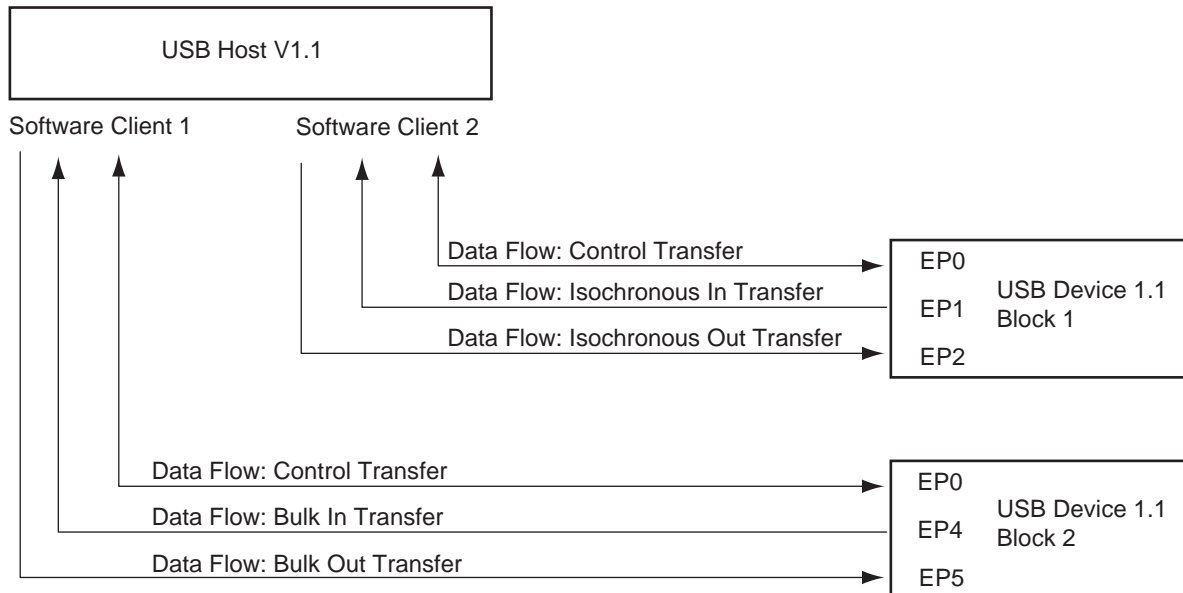 USB Host V1.1
Software Client 1
Software Client 2
Data Flow: Control Transfer
Data Flow: Isochronous In Transfer
Data Flow: Isochronous Out Transfer
EP0
EP1
EP2
USB Device 1.1
Block 1
Data Flow: Control Transfer
Data Flow: Bulk In Transfer
Data Flow: Bulk Out Transfer
EP0
EP4
EP5
USB Device 1.1
Block 2